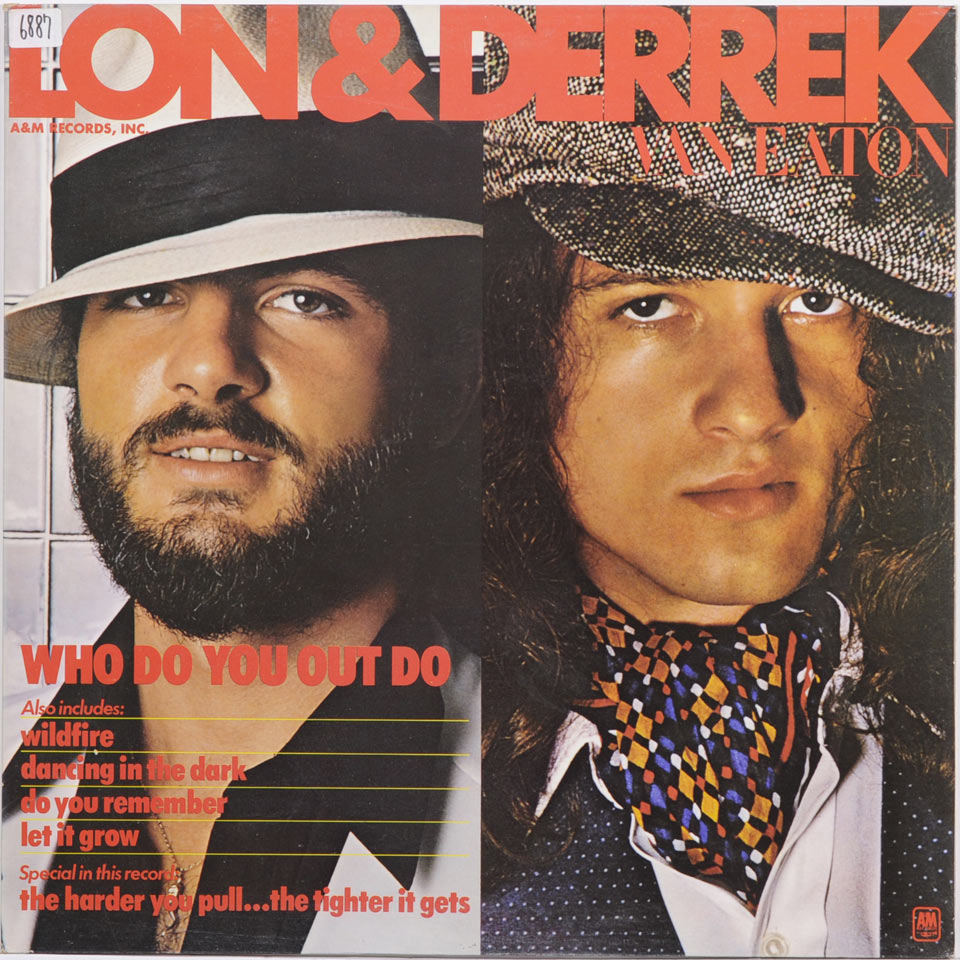 6887
LON & DERREK
VAN EATON
A&M RECORDS, INC.
WHO DO YOU OUT DO
Also includes:
wildfire
dancing in the dark
do you remember
let it grow
Special in this record:
the harder you pull...the tighter it gets
AM